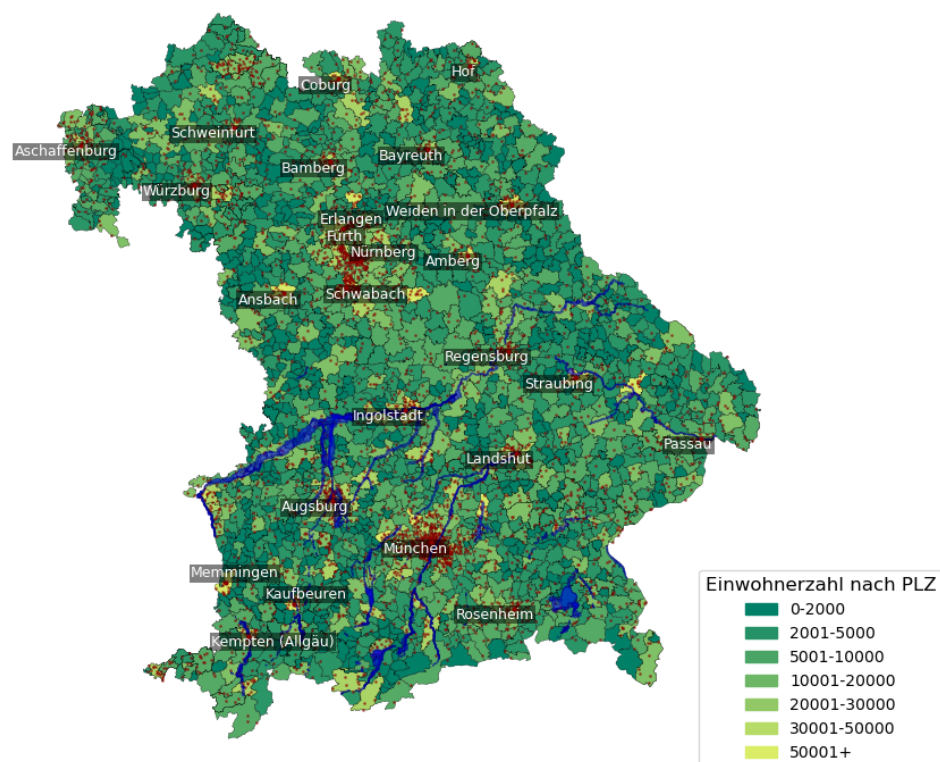 Hof
Coburg
Schweinfurt
Aschaffenburg
Bayreuth
Bamberg
Würzburg
Weiden in der Oberpfalz
Erlangen
Fürth
Nürnberg
Amberg
Schwabach
Ansbach
Regensburg
Straubing
Ingolstadt
Passau
Landshut
Augsburg
München
Memmingen
Kaufbeuren
Rosenheim
Kempten (Allgäu)
Einwohnerzahl nach PLZ
0-2000
2001-5000
5001-10000
10001-20000
20001-30000
30001-50000
50001+